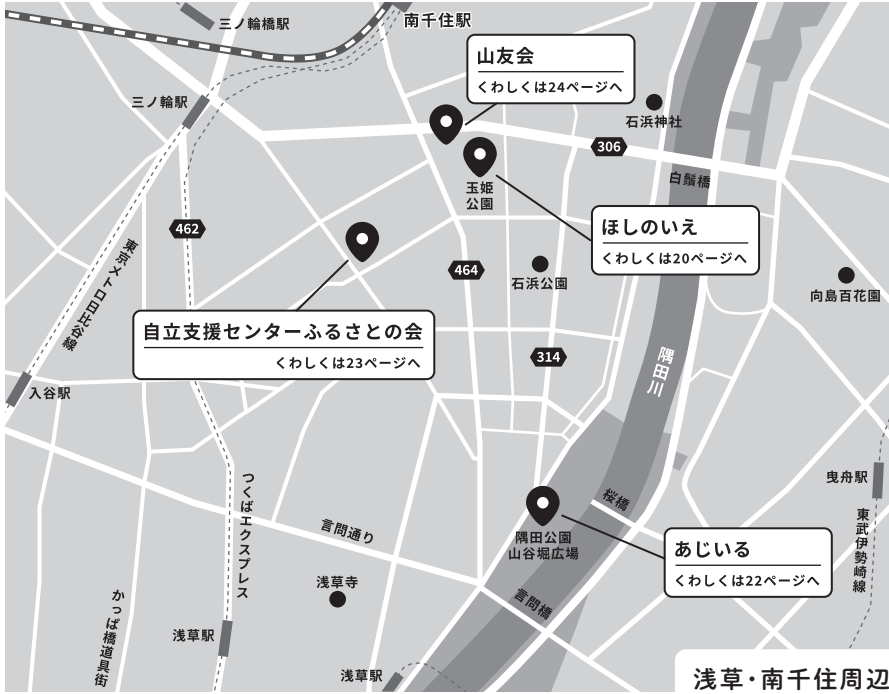 三ノ輪橋駅
南千住駅
山友会
くわしくは24ページへ
三ノ輪駅
石浜神社
306
白鬚橋
玉姫
公園
ほしのいえ
くわしくは20ページへ
462
東京メトロ日比谷線
464
石浜公園
向島百花園
自立支援センターふるさとの会
くわしくは23ページへ
314
隅田川
入谷駅
曳舟駅
つくばエクスプレス
桜橋
東武伊勢崎線
言問通り
隅田公園
山谷堀広場
あじいる
くわしくは22ページへ
浅草寺
言問橋
かっぱ橋道具街
浅草駅
浅草駅
浅草・南千住周辺